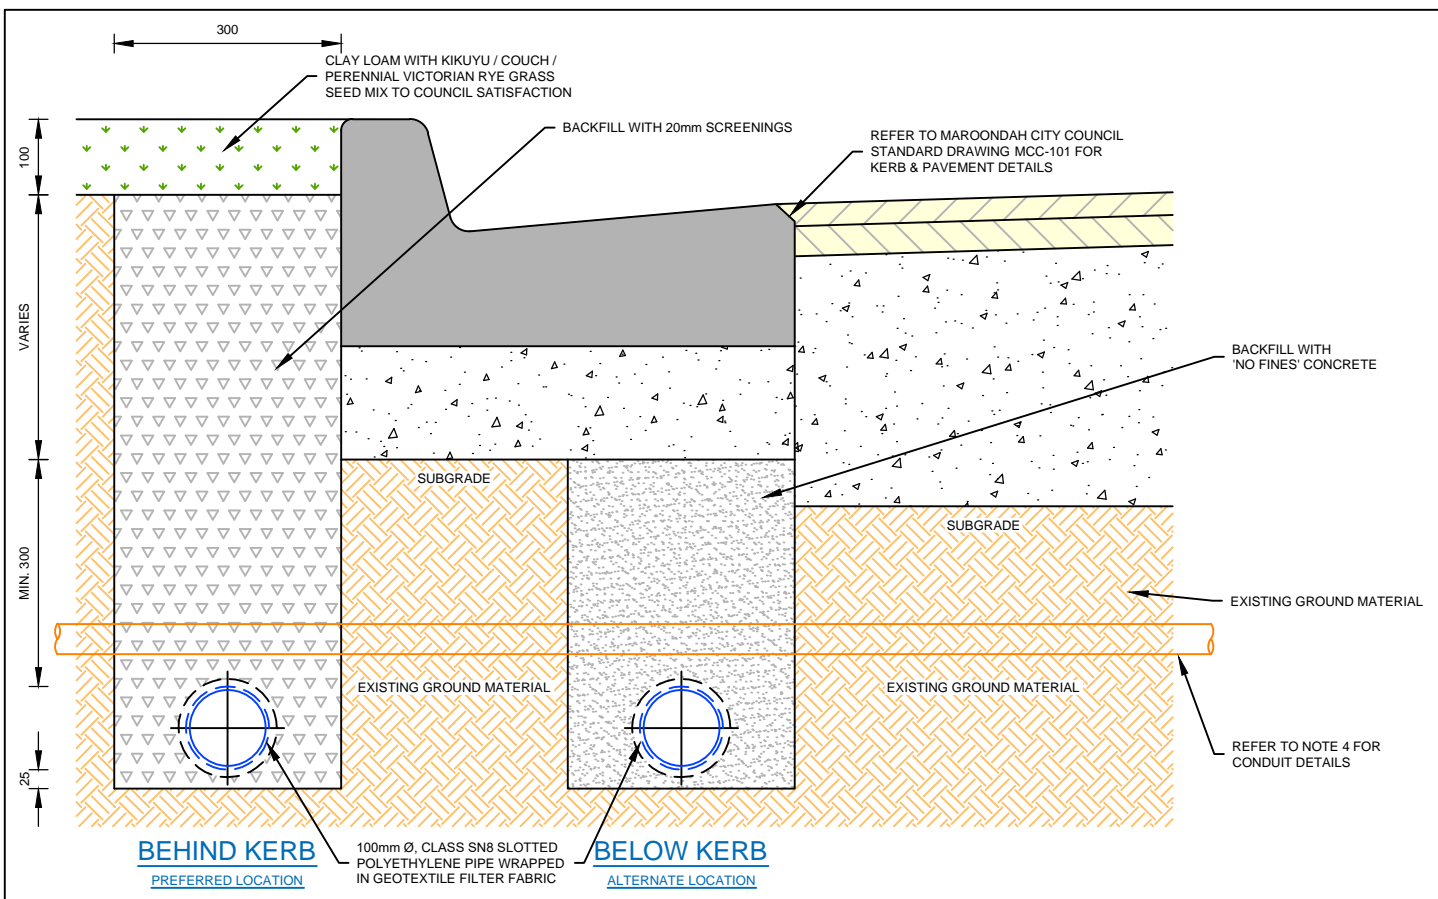 300
CLAY LOAM WITH KIKUYU / COUCH /
PERENNIAL VICTORIAN RYE GRASS
SEED MIX TO COUNCIL SATISFACTION
BACKFILL WITH 20mm SCREENINGS
REFER TO MAROONDAH CITY COUNCIL
STANDARD DRAWING MCC-101 FOR
KERB & PAVEMENT DETAILS
100
VARIES
BACKFILL WITH
'NO FINES' CONCRETE
SUBGRADE
SUBGRADE
MIN. 300
EXISTING GROUND MATERIAL
EXISTING GROUND MATERIAL
EXISTING GROUND MATERIAL
REFER TO NOTE 4 FOR
CONDUIT DETAILS
25
BEHIND KERB
PREFERRED LOCATION
100mm Ø, CLASS SN8 SLOTTED
POLYETHYLENE PIPE WRAPPED
IN GEOTEXTILE FILTER FABRIC
BELOW KERB
ALTERNATE LOCATION